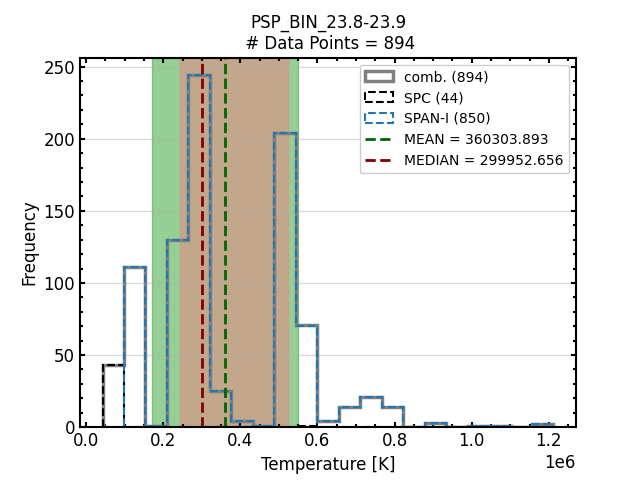 PSP_BIN_23.8-23.9
# Data Points = 894
comb. (894)
SPC (44)
SPAN-I (850)
MEAN = 360303.893
MEDIAN = 299952.656
Frequency
250
200
150
100
50
0
0.0 0.2 0.4 0.6 0.8 1.0 1.2
1e6
Temperature [K]